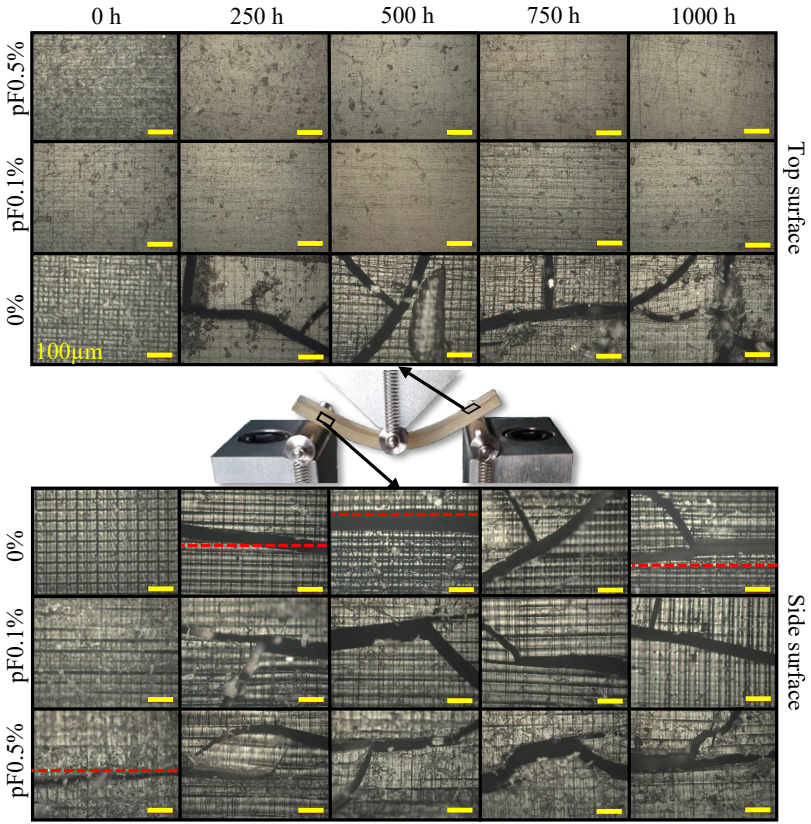 0 h 250 h 500 h 750 h 1000 h
pF0.5%
pF0.1%
0%
100µm
Top surface
0%
pF0.1%
pF0.5%
Side surface